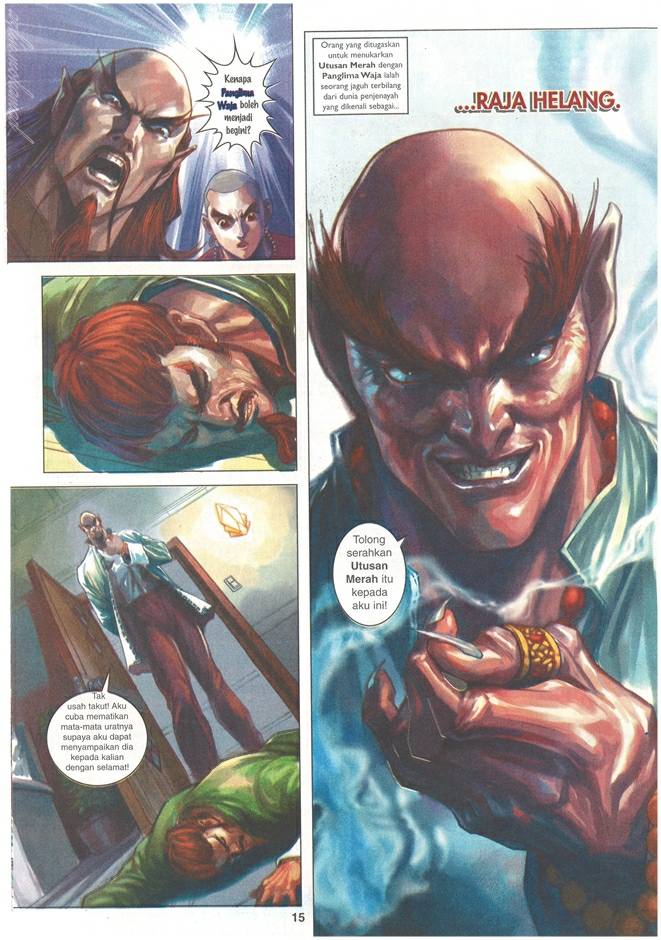 Kenapa
Panglima
Waja boleh
menjadi
begini?
Tak
usah takut! Aku
cuba mematikan
mata-mata uratnya
supaya aku dapat
menyampaikan dia
kepada kalian
dengan selamat!
Orang yang ditugaskan
untuk menukarkan
Utusan Merah dengan
Panglima Waja ialah
seorang jaguh terbilang
dari dunia penjenayah
yang dikenali sebagai...
...RAJA HELANG.
Tolong
serahkan
Utusan
Merah itu
kepada
aku ini!
15